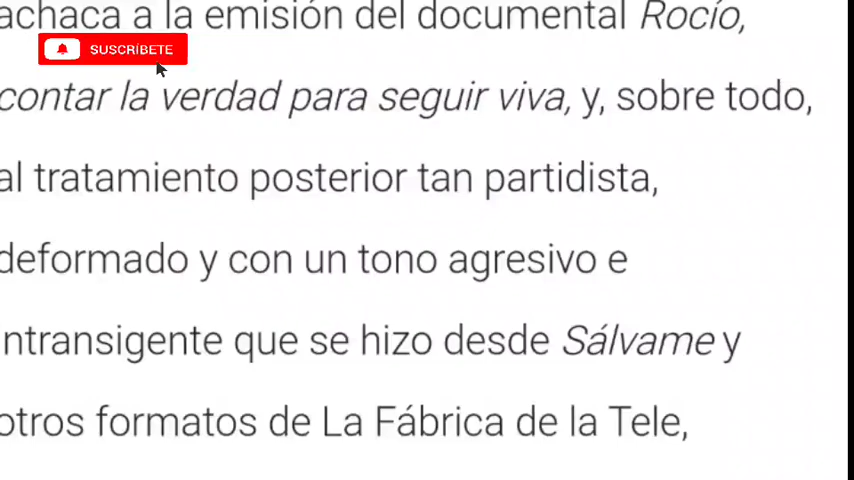 achaca a la emisión del documental Rocío,
SUSCRÍBETE
contar la verdad para seguir viva, y, sobre todo,
al tratamiento posterior tan partidista,
deformado y con un tono agresivo e
ntransigente que se hizo desde Sálvame y
otros formatos de La Fábrica de la Tele,